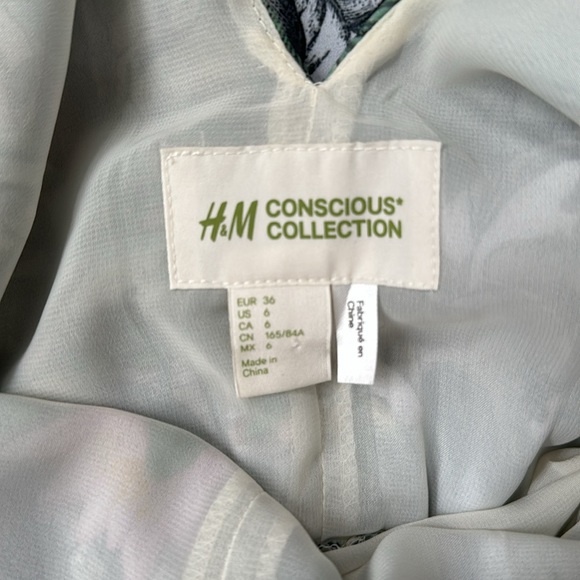 H&M CONSCIOUS*
COLLECTION
EUR 36
US 6
CA 6
CN 165/84A
MX 6
Made in
China
Fabriqué en
Chine